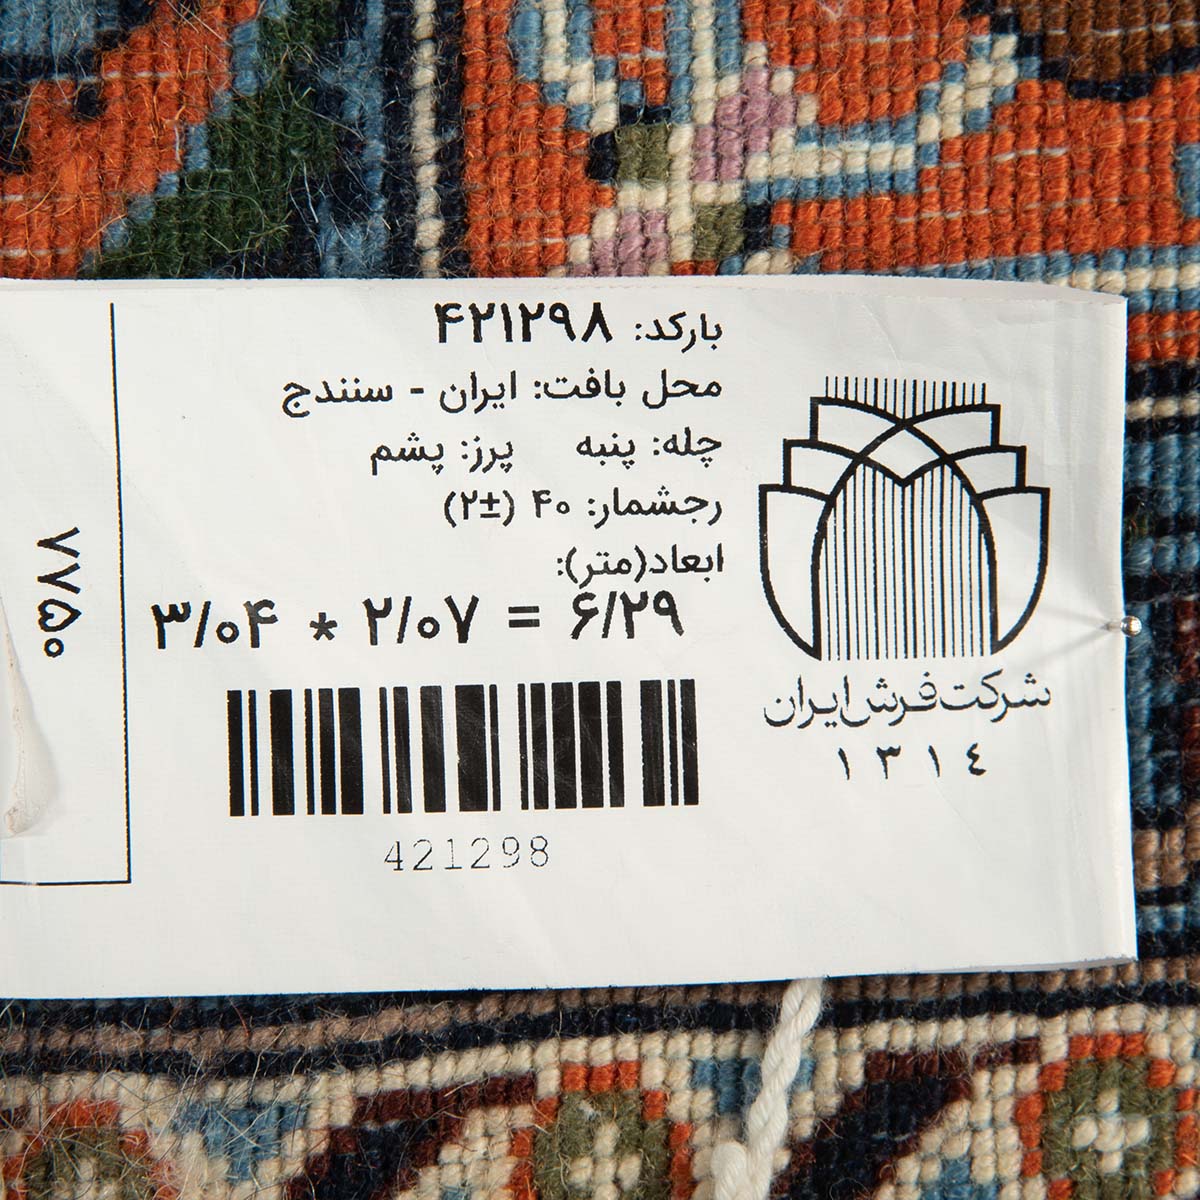 بارکد: ۴۲۱۲۹۸
محل بافت: ایران - سنندج
چله: پنبه پرز: پشم
رجشمار: ۴۰ (±۲)
ابعاد(متر):
۳/۰۴ * ۲/۰۷ = ۶/۲۹
421298
شرکت فرش ایران
١٣١٤
۷۷۵۰